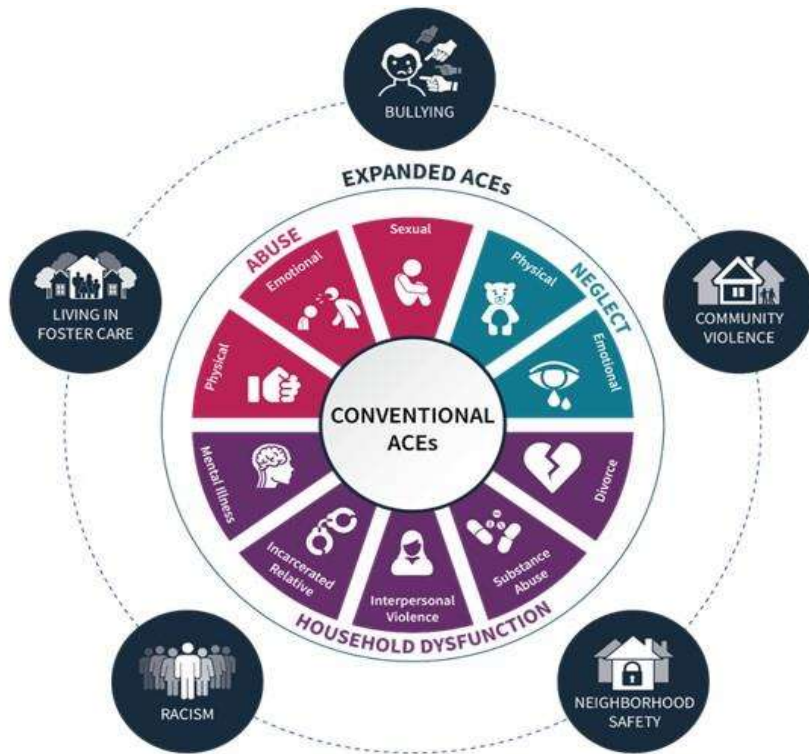 BULLYING
EXPANDED ACEs
LIVING IN
FOSTER CARE
COMMUNITY
VIOLENCE
ABUSE
Physical
Emotional
Sexual
NEGLECT
Physical
Emotional
CONVENTIONAL
ACEs
Mental Illness
Incarcerated
Relative
Interpersonal
Violence
Substance
Abuse
Divorce
HOUSEHOLD DYSFUNCTION
RACISM
NEIGHBORHOOD
SAFETY